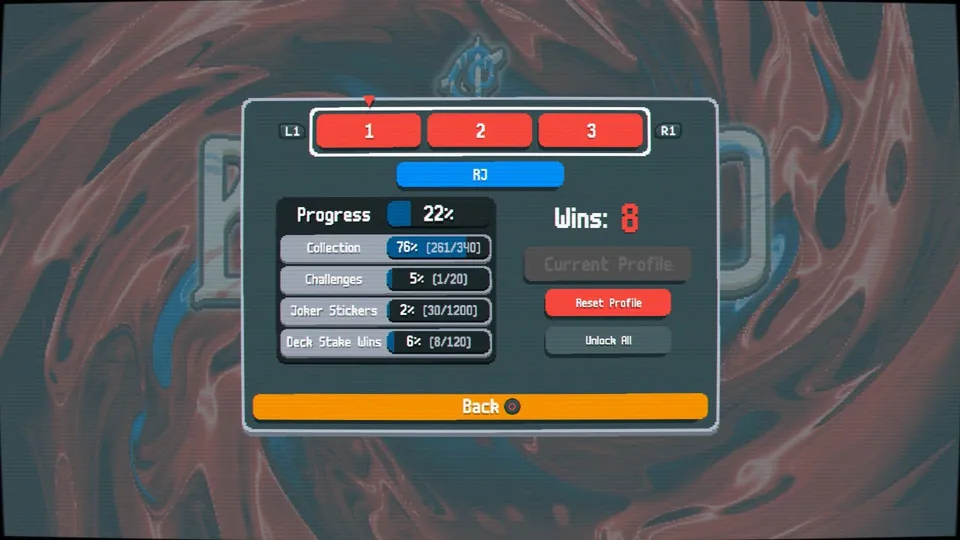 L1 1 2 3 R1
RJ
Progress 22%
Collection 76% [261/340]
Challenges 5% (1/20)
Joker Stickers 2% (30/1200)
Deck Stake Wins 6% (8/120)
Wins: 8
Current Profile
Reset Profile
Unlock All
Back